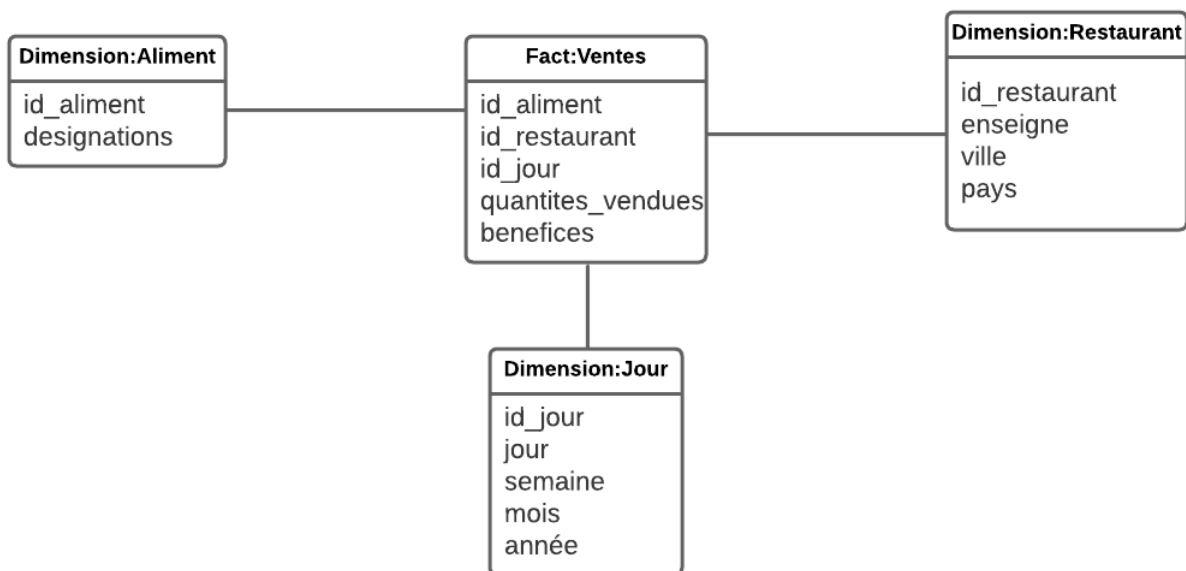 Dimension:Aliment
id_aliment
designations
Fact:Ventes
id_aliment
id_restaurant
id_jour
quantites_vendues
benefices
Dimension:Restaurant
id_restaurant
enseigne
ville
pays
Dimension:Jour
id_jour
jour
semaine
mois
année